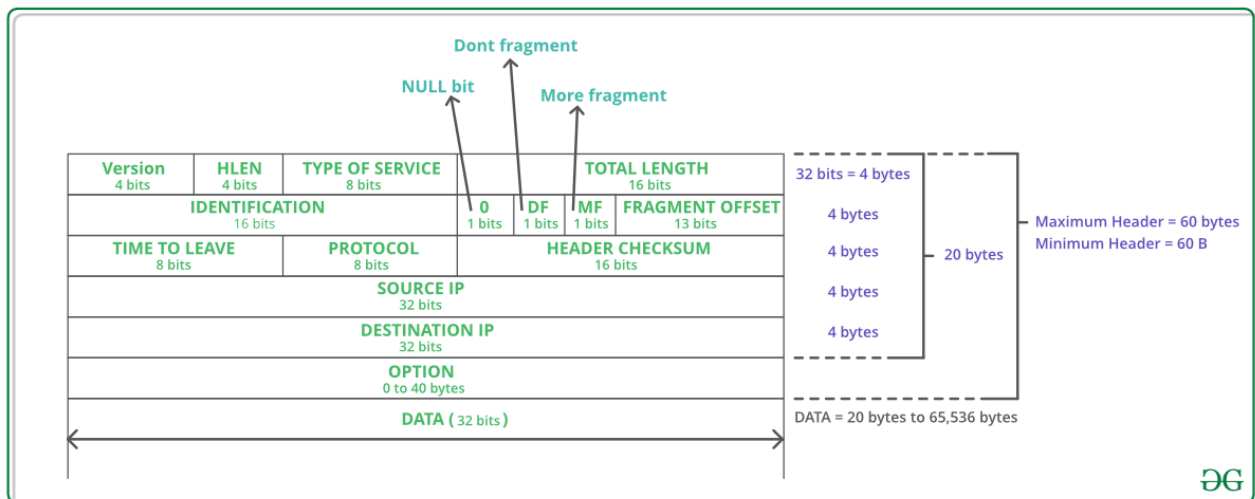 Dont fragment
NULL bit
More fragment
Version HLEN TYPE OF SERVICE TOTAL LENGTH
4 bits 4 bits 8 bits 16 bits
32 bits = 4 bytes
IDENTIFICATION 0 DF MF FRAGMENT OFFSET
16 bits 1 bits 1 bits 1 bits 13 bits
4 bytes
Maximum Header = 60 bytes
Minimum Header = 60 B
TIME TO LEAVE PROTOCOL HEADER CHECKSUM
8 bits 8 bits 16 bits
4 bytes
20 bytes
SOURCE IP
32 bits
4 bytes
DESTINATION IP
32 bits
4 bytes
OPTION
0 to 40 bytes
DATA ( 32 bits )
DATA = 20 bytes to 65,536 bytes